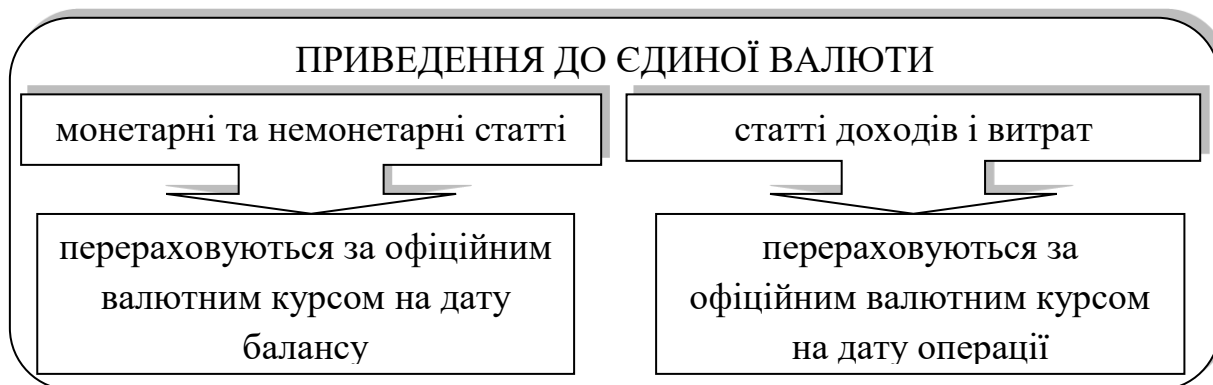 ПРИВЕДЕННЯ ДО ЄДИНОЇ ВАЛЮТИ
монетарні та немонетарні статті
перераховуються за офіційним
валютним курсом на дату
балансу
статті доходів і витрат
перераховуються за
офіційним валютним курсом
на дату операції